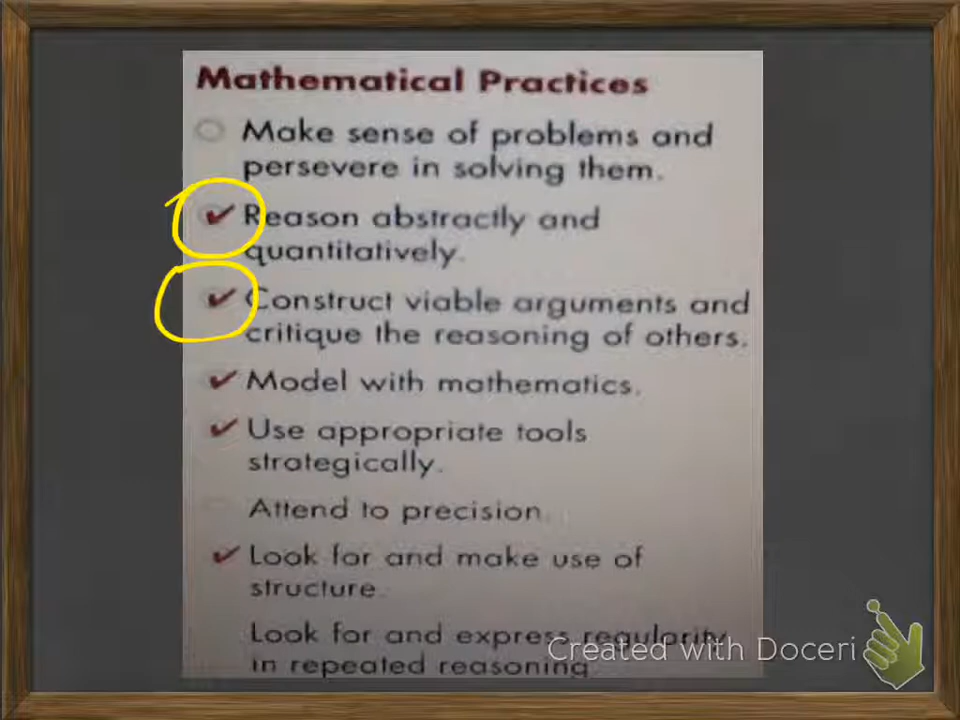 Mathematical Practices
Make sense of problems and
persevere in solving them.
Reason abstractly and
quantitatively.
Construct viable arguments and
critique the reasoning of others.
Model with mathematics.
Use appropriate tools
strategically.
Attend to precision.
Look for and make use of
structure.
Look for and express regularity
in repeated reasoning.
Created with Doceri